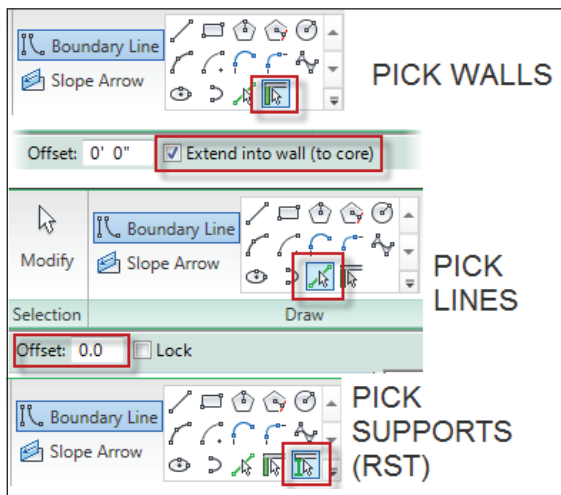 Boundary Line
Slope Arrow
PICK WALLS
Offset: 0' 0" Extend into wall (to core)
Modify
Boundary Line
Slope Arrow
PICK
LINES
Selection Draw
Offset: 0.0 Lock
Boundary Line
Slope Arrow
PICK
SUPPORTS
(RST)